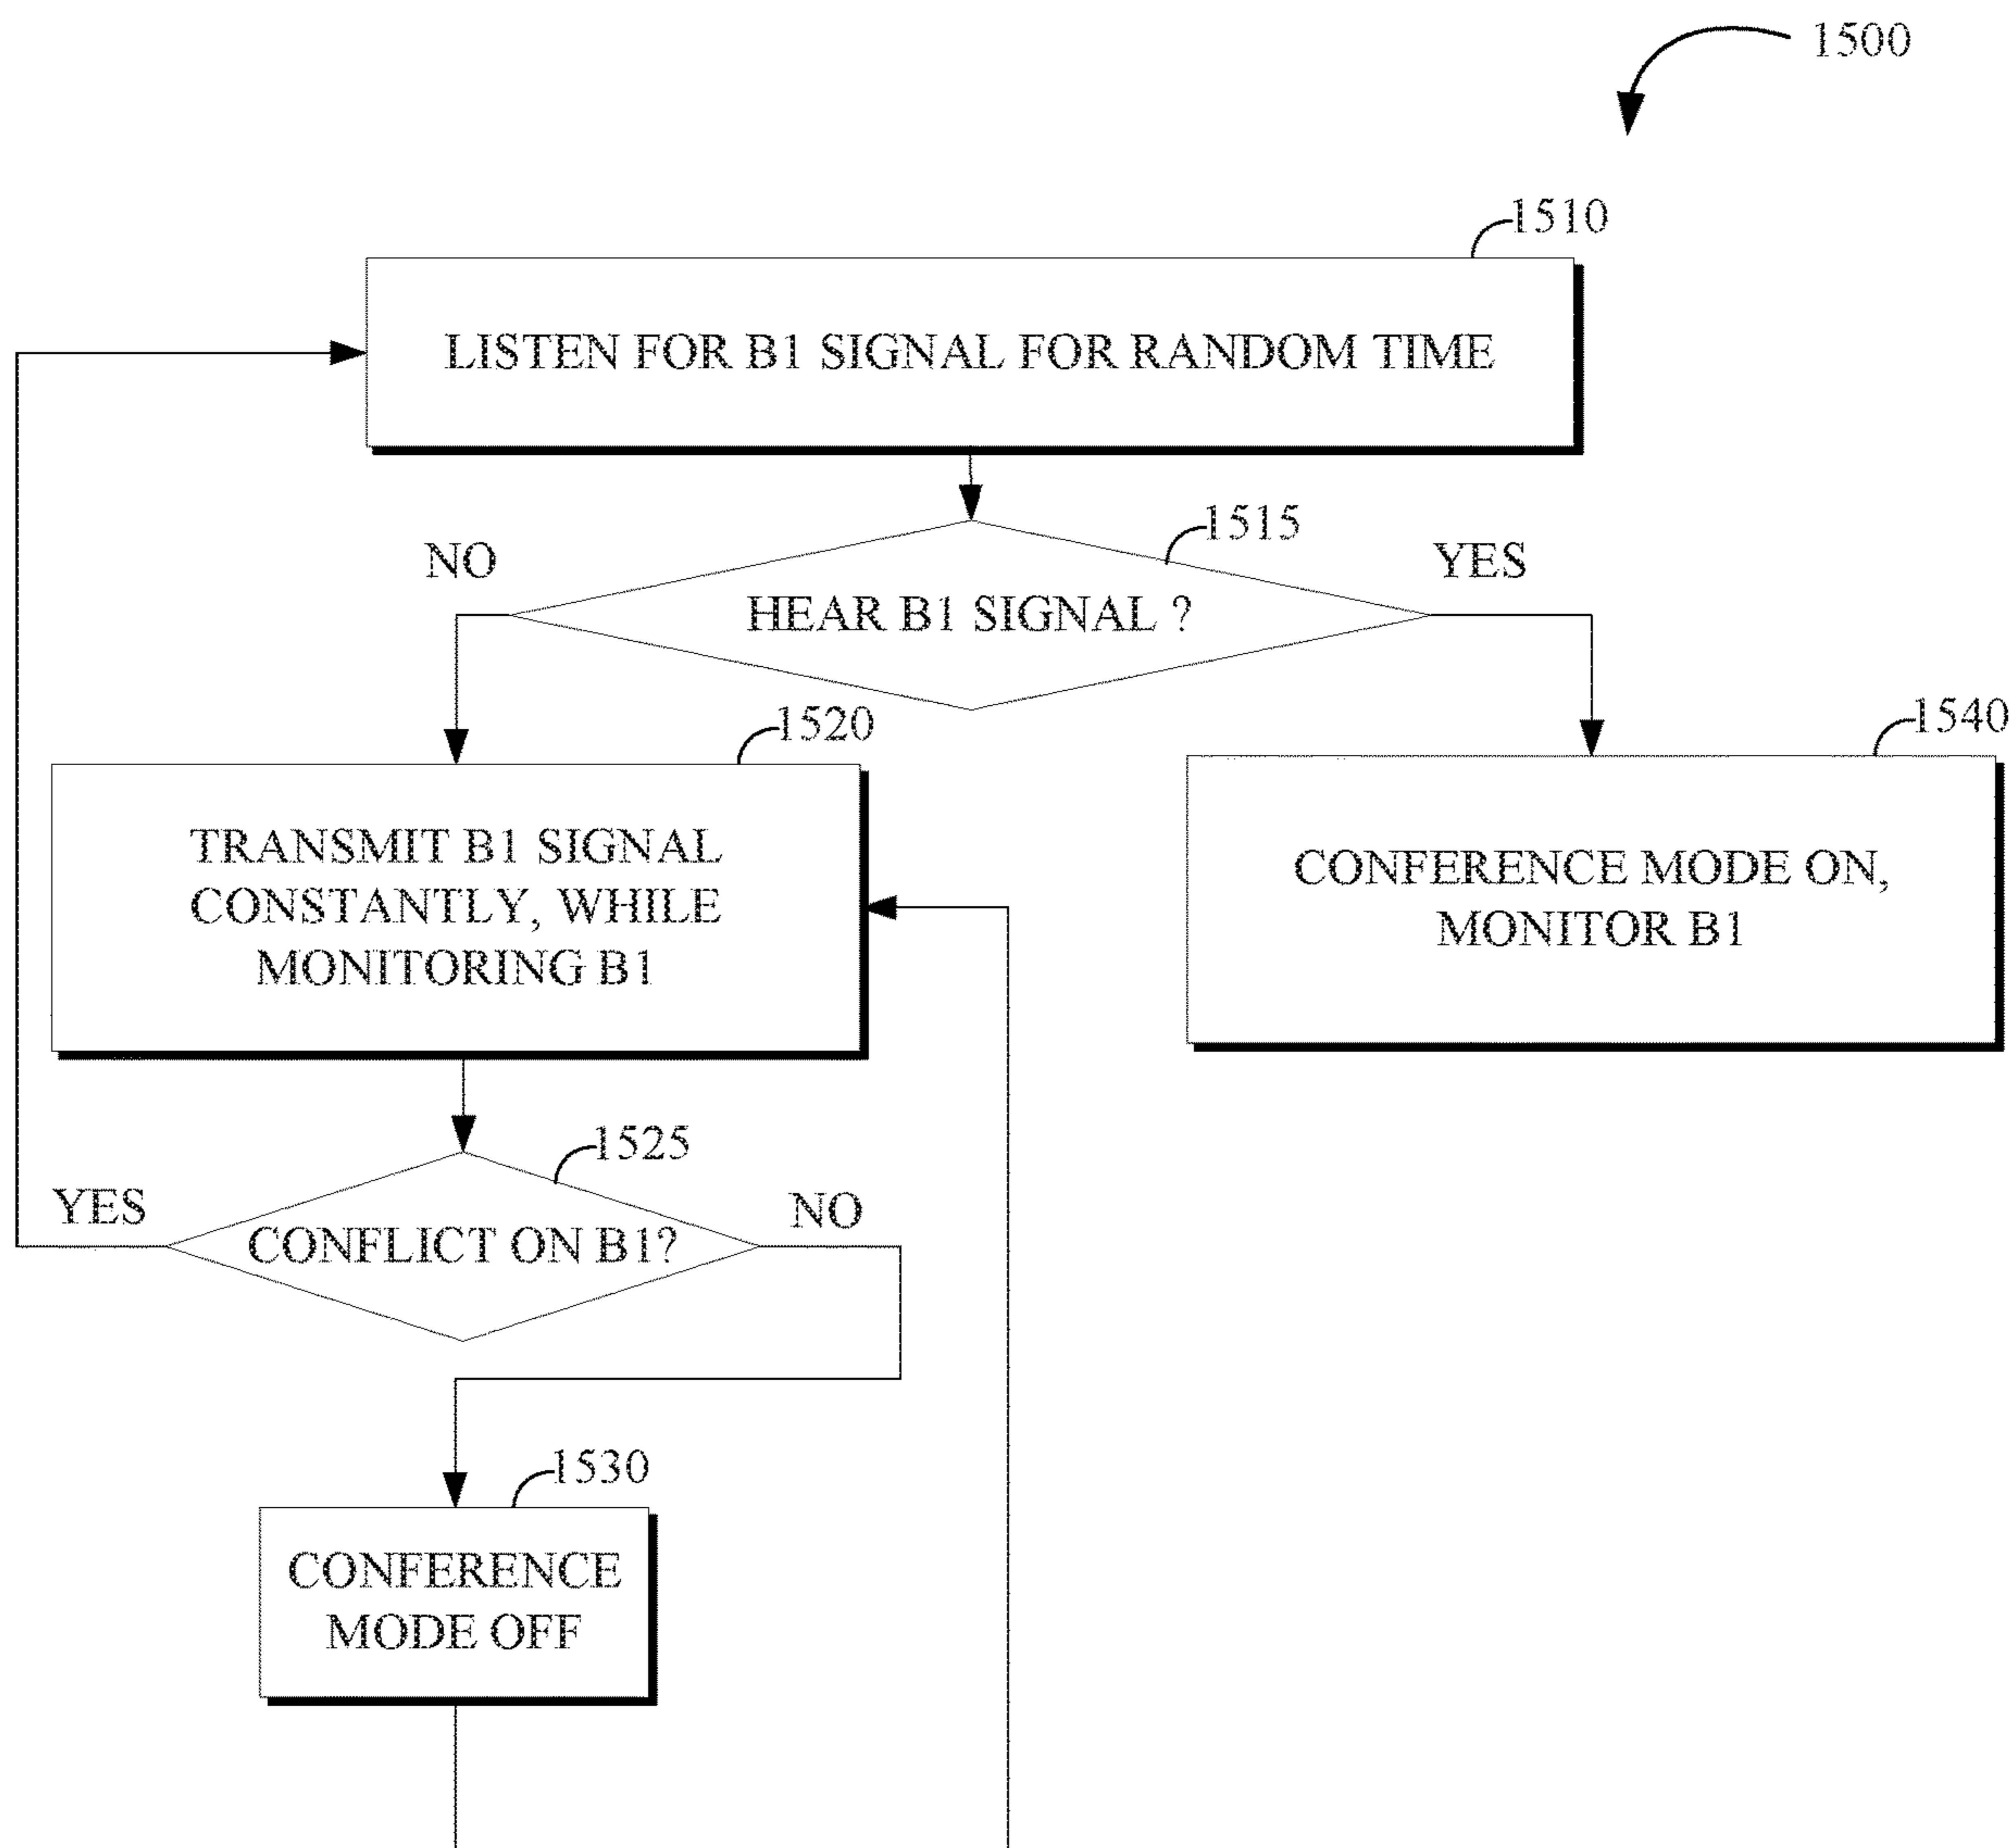 1500
1510
LISTEN FOR B1 SIGNAL FOR RANDOM TIME
1515
NO
YES
HEAR B1 SIGNAL ?
1520
1540
TRANSMIT B1 SIGNAL
CONSTANTLY, WHILE
MONITORING B1
CONFERENCE MODE ON,
MONITOR B1
1525
YES
NO
CONFLICT ON B1?
1530
CONFERENCE
MODE OFF